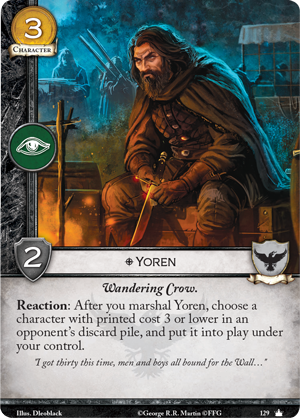 3
CHARACTER
2
YOREN
Wandering Crow.
Reaction: After you marshal Yoren, choose a
character with printed cost 3 or lower in an
opponent's discard pile, and put it into play under
your control.
"I got thirty this time, men and boys all bound for the Wall…"
Illus. Dleoblack ©George R.R. Martin ©FFG 129